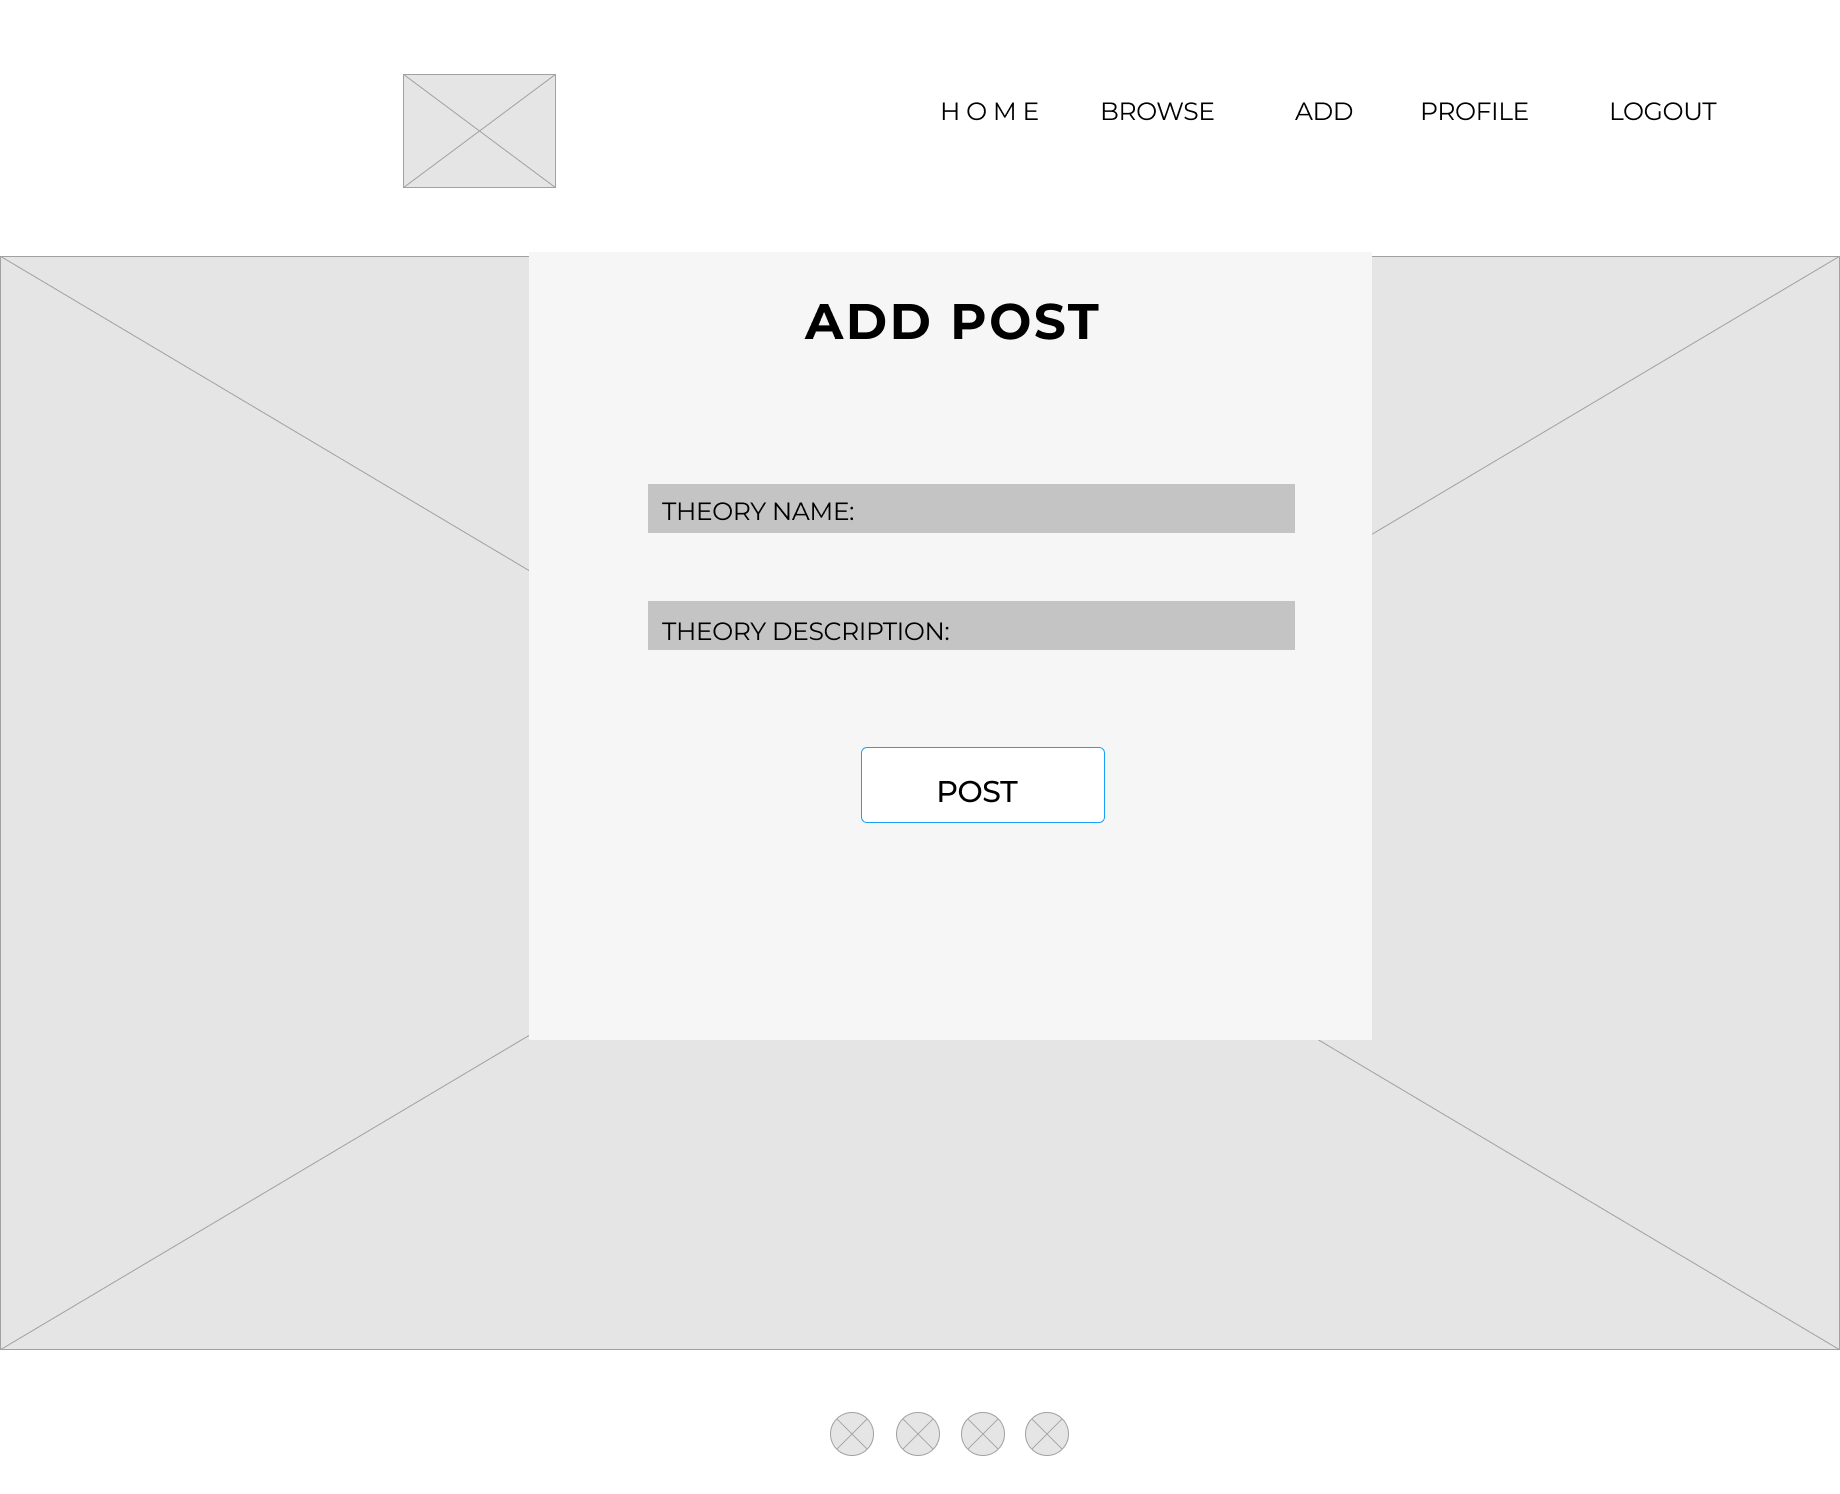 H O M E BROWSE ADD PROFILE LOGOUT
ADD POST
THEORY NAME:
THEORY DESCRIPTION:
POST